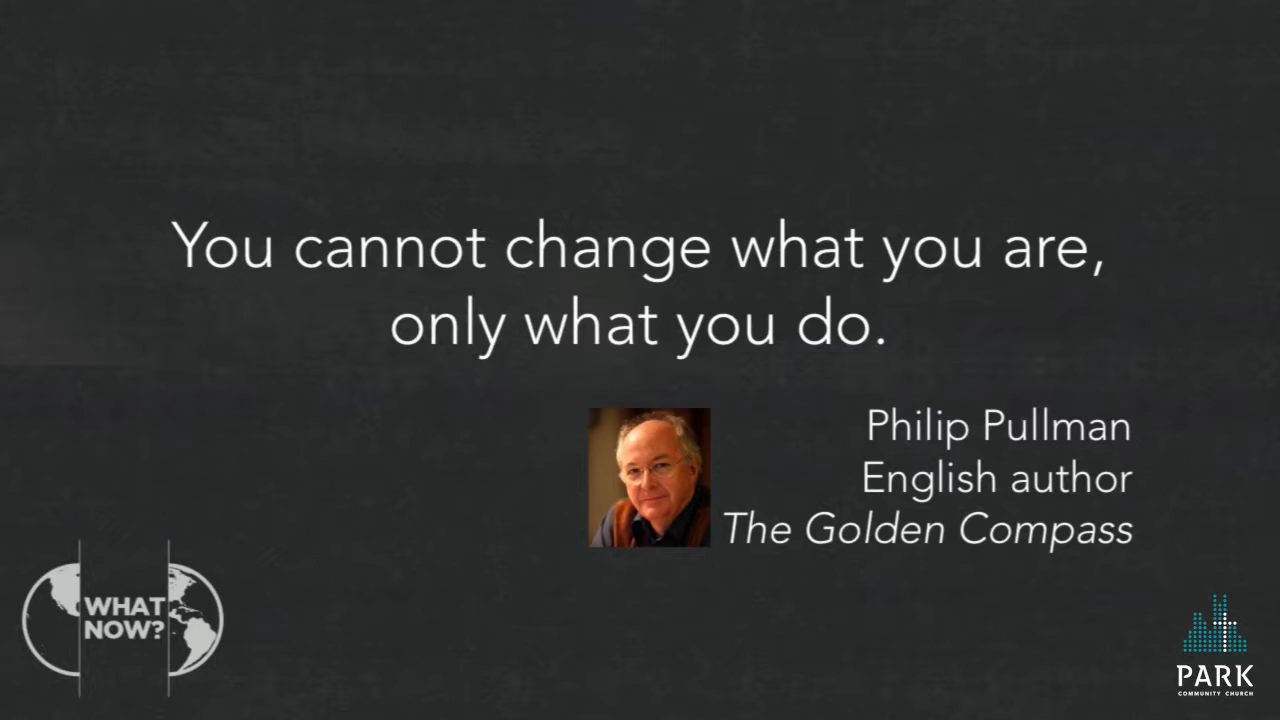 You cannot change what you are,
only what you do.
Philip Pullman
English author
The Golden Compass
WHAT
NOW?
PARK
COMMUNITY CHURCH